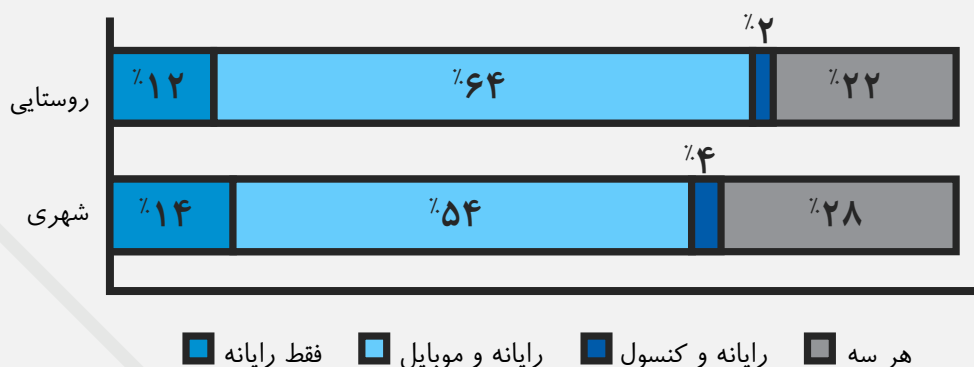 ٪۲
روستایی ٪۱۲ ٪۶۴ ٪۲۲
٪۴
شهری ٪۱۴ ٪۵۴ ٪۲۸
فقط رایانه رایانه و موبایل رایانه و کنسول هر سه